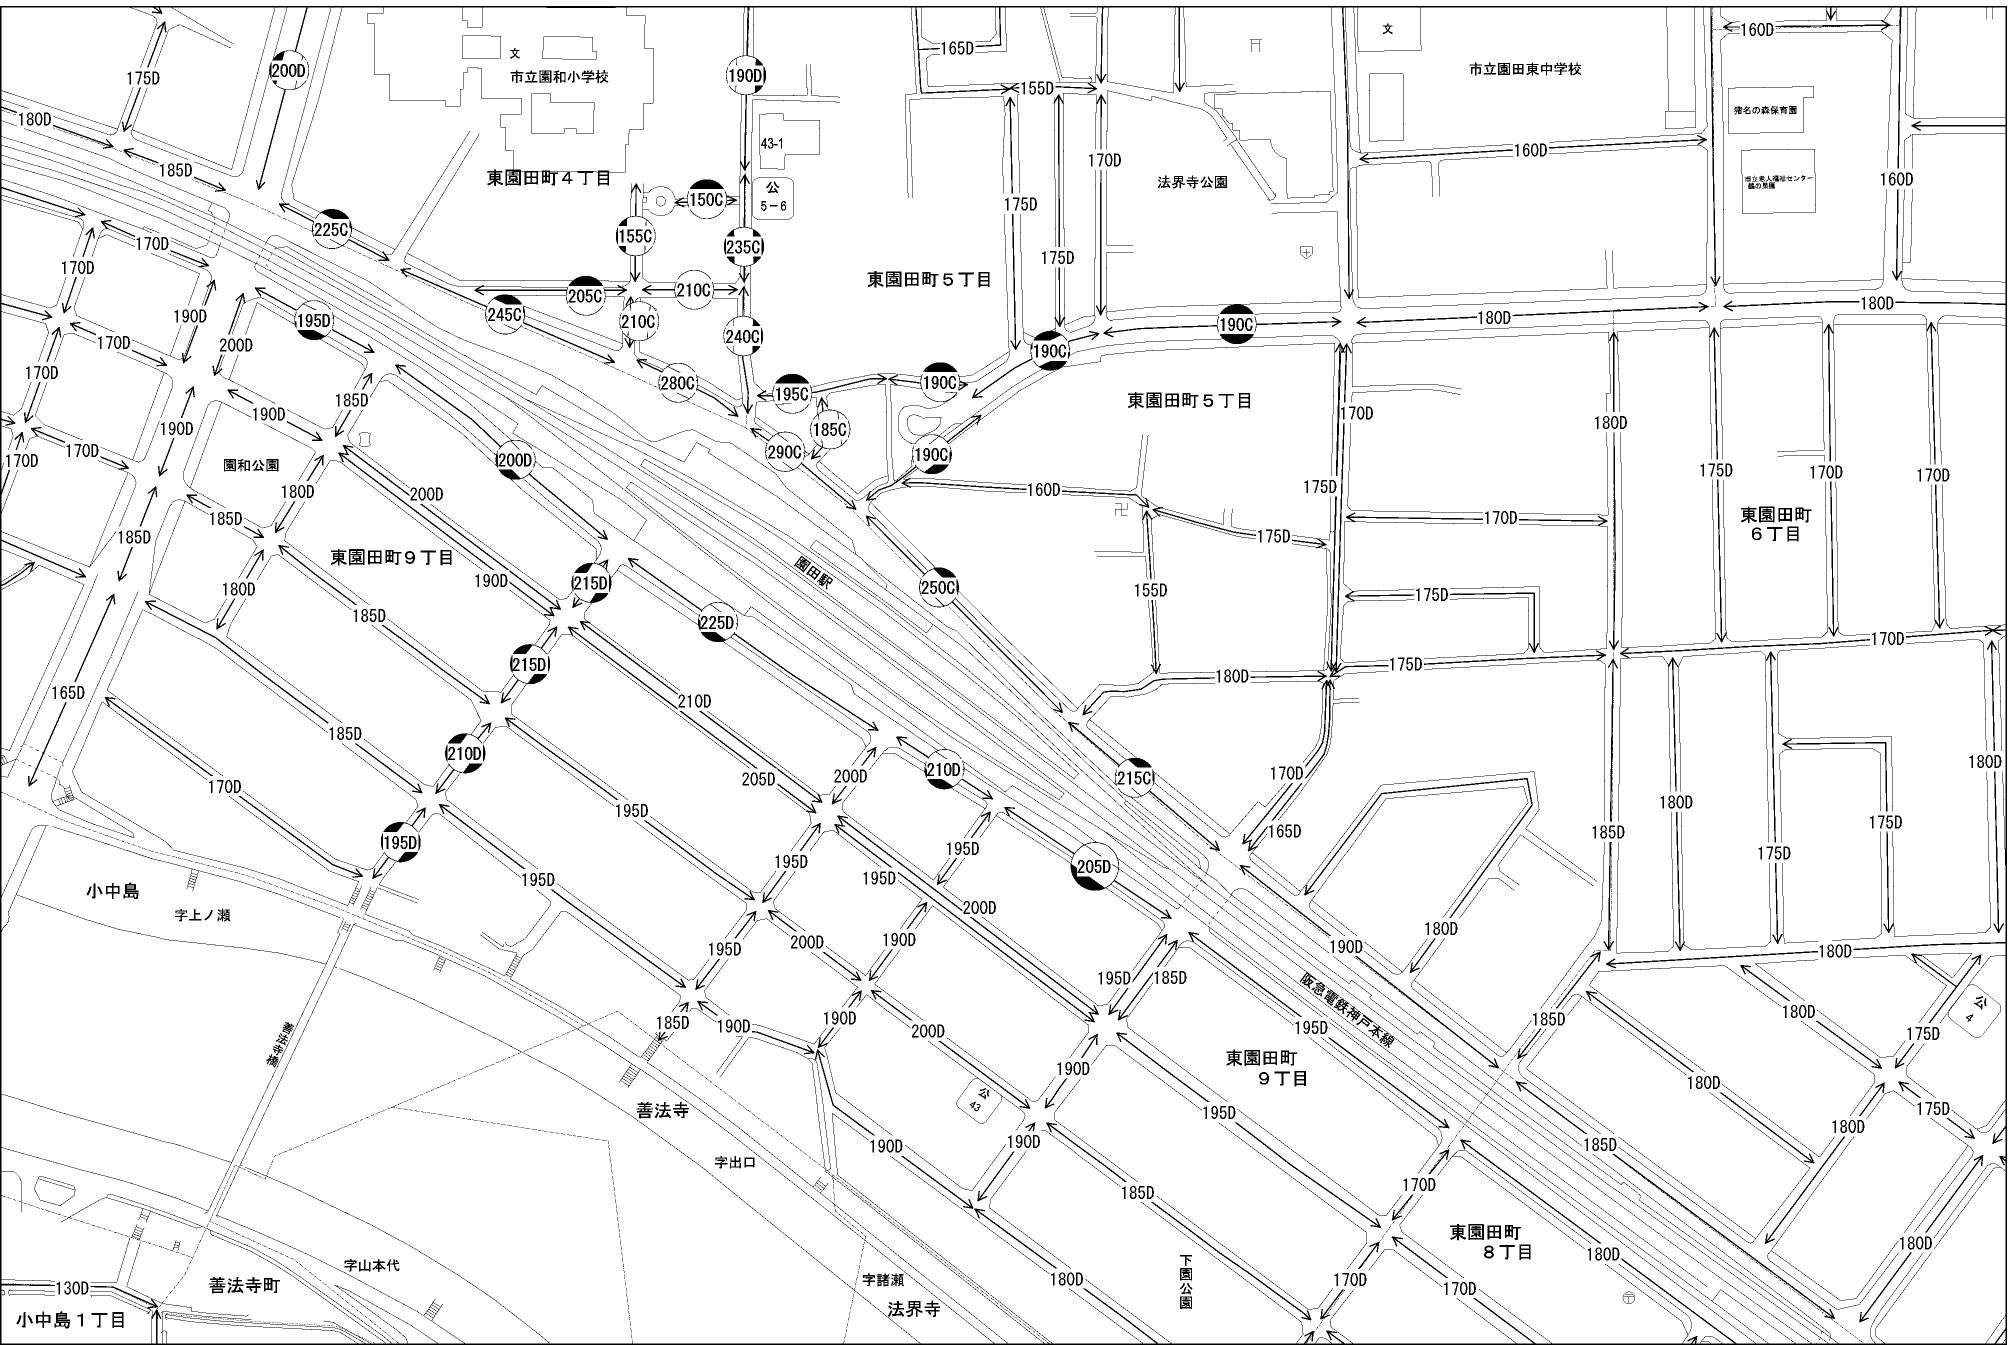 165D
160D
文
200D
文
175D
市立園和小学校
190D
市立園田東中学校
155D
猪名の森保育園
180D
43-1
160D
170D
185D
東園田町４丁目
法界寺公園
160D
公
5－6
150C
175D
225C
155C
235C
170D
175D
170D
東園田町５丁目
205C
210C
190D
245C
195D
210C
240C
190C
180D
180D
200D
170D
190C
280C
170D
190C
195C
185D
東園田町５丁目
190D
170D
180D
190D
185C
170D
290C
190C
170D
園和公園
200D
175D
170D
170D
180D
200D
175D
160D
185D
170D
東園田町
６丁目
185D
175D
東園田町９丁目
園田駅
190D
215D
250C
180D
155D
175D
185D
225D
170D
215D
175D
165D
180D
210D
185D
210D
180D
210D
170D
200D
205D
215C
170D
180D
195D
175D
165D
185D
195D
195D
175D
205D
195D
195D
小中島
200D
字上ノ瀬
180D
190D
200D
195D
190D
180D
195D
185D
阪急電鉄神戸本線
公
4
180D
185D
190D
190D
200D
195D
185D
175D
善法寺橋
東園田町
９丁目
190D
180D
公
43
善法寺
195D
175D
180D
190D
190D
185D
字出口
170D
185D
東園田町
８丁目
180D
180D
字山本代
下園公園
字諸瀬
180D
170D
善法寺町
130D
170D
法界寺
小中島１丁目